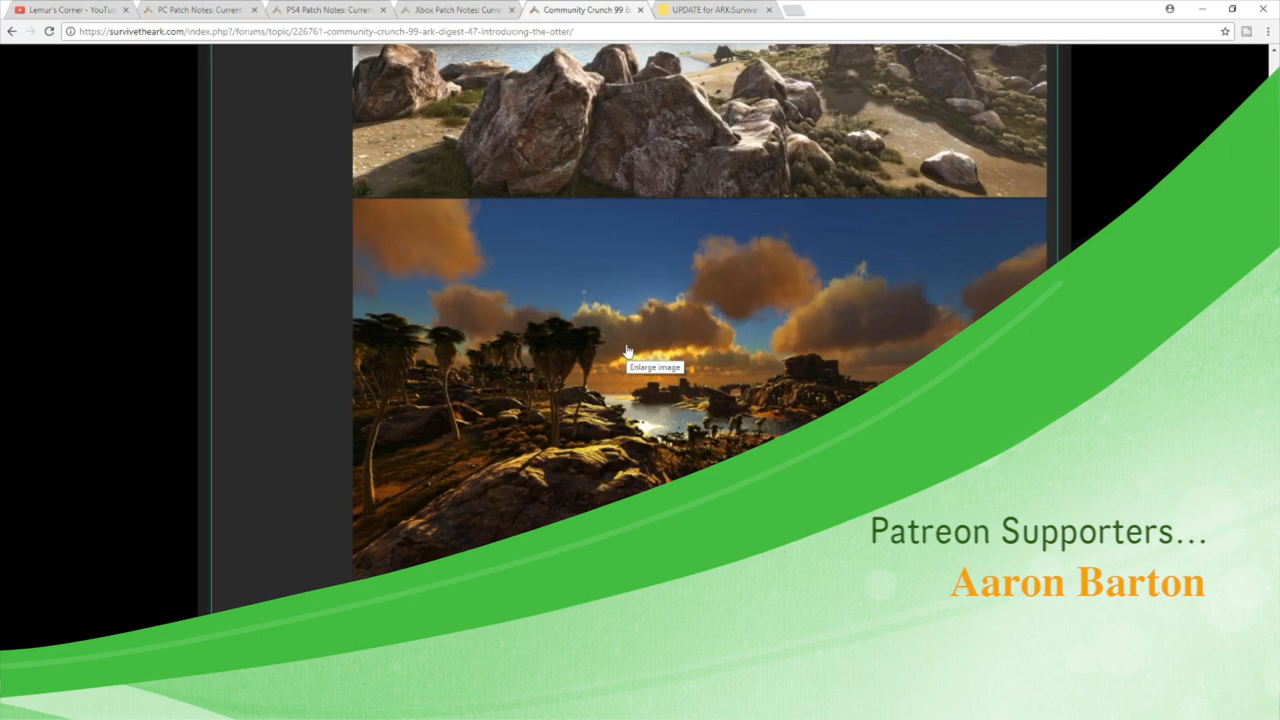 Lemur's Corner - YouTu
PC Patch Notes: Current
PS4 Patch Notes: Curren
Xbox Patch Notes: Curre
Community Crunch 99 &
UPDATE for ARK:Surviva
https://survivetheark.com/index.php?/forums/topic/226761-community-crunch-99-ark-digest-47-introducing-the-otter/
Enlarge image
Patreon Supporters...
Aaron Barton